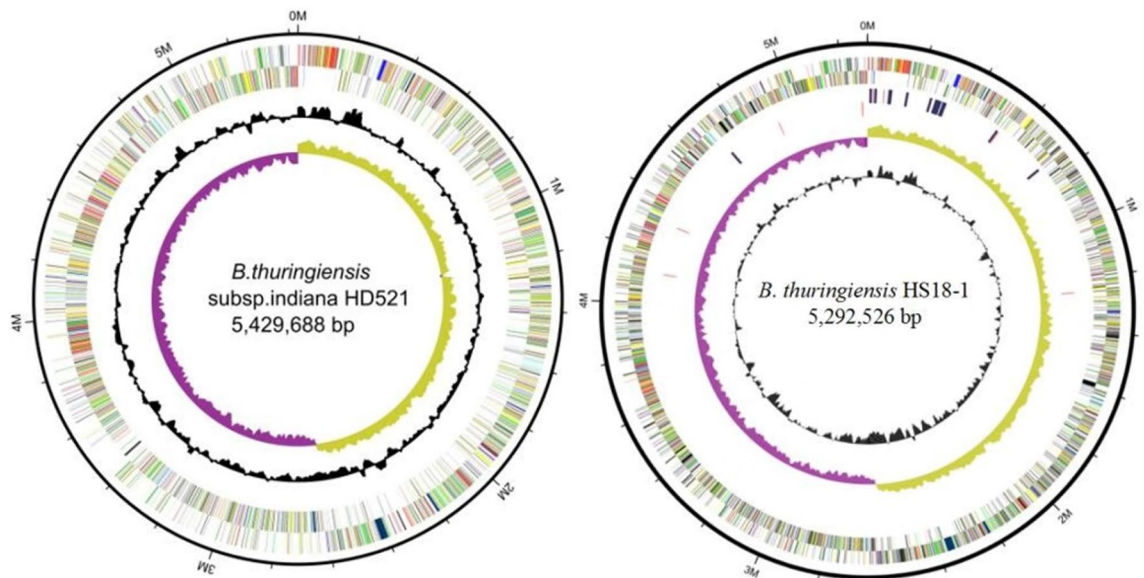 0M
5M
1M
4M
2M
3M
B.thuringiensis
subsp.indiana HD521
5,429,688 bp
0M
5M
1M
4M
2M
3M
B. thuringiensis HS18-1
5,292,526 bp